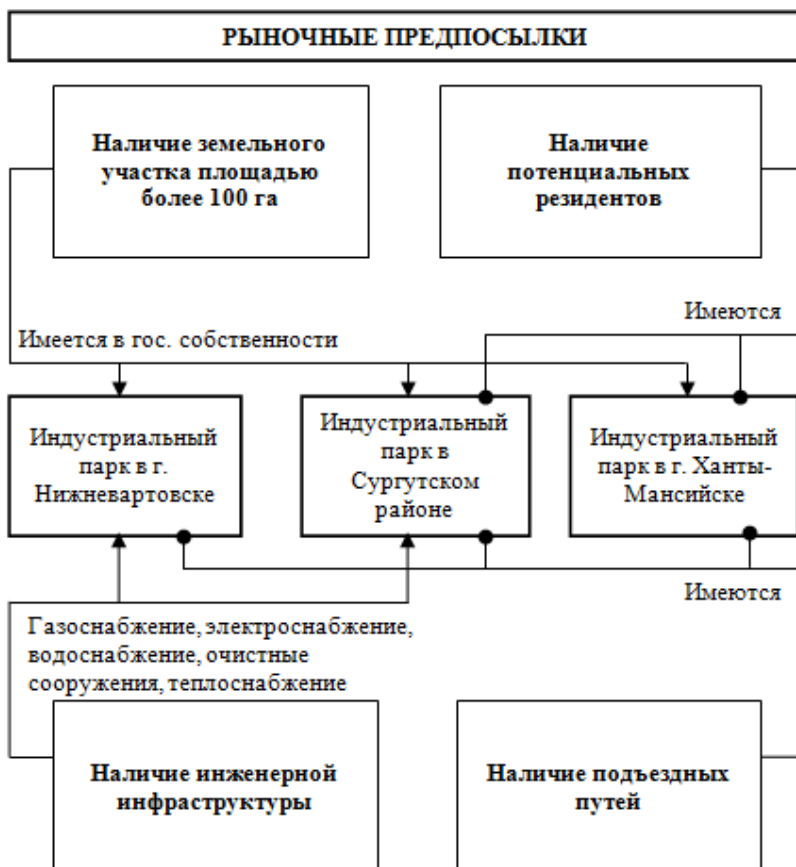 РЫНОЧНЫЕ ПРЕДПОСЫЛКИ
Наличие земельного
участка площадью
более 100 га
Наличие
потенциальных
резидентов
Имеются
Имеется в гос. собственности
Индустриальный
парк в г.
Нижневартовске
Индустриальный
парк в
Сургутском
районе
Индустриальный
парк в г. Ханты-
Мансийске
Имеются
Газоснабжение, электроснабжение,
водоснабжение, очистные
сооружения, теплоснабжение
Наличие инженерной
инфраструктуры
Наличие подъездных
путей